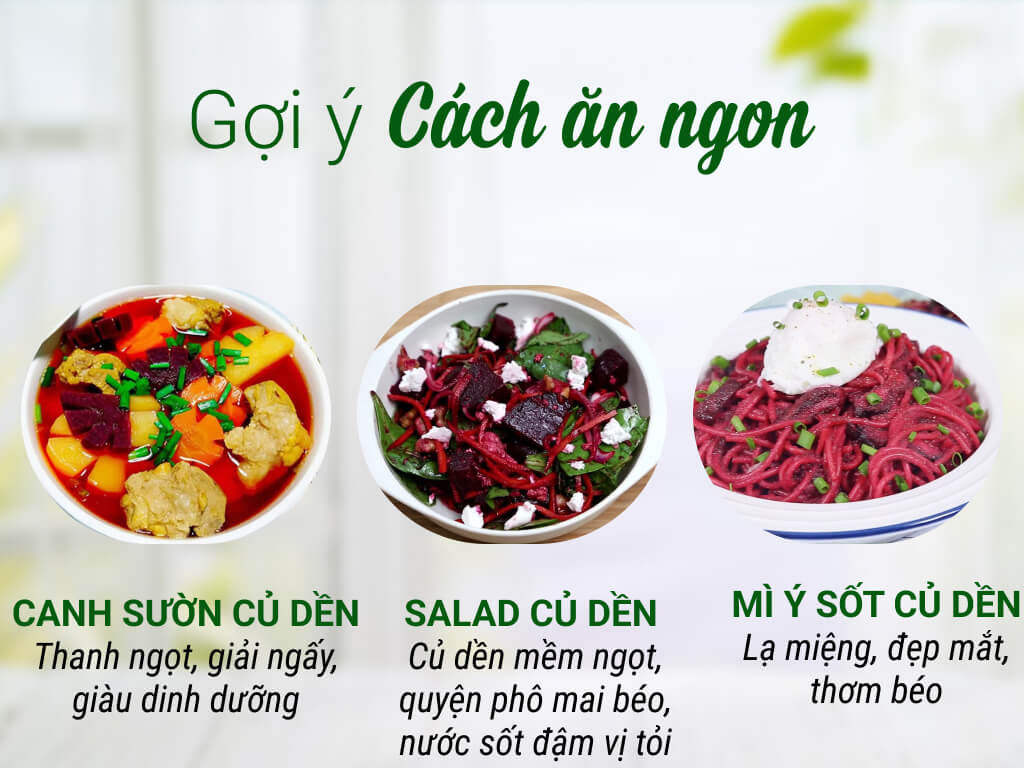 Gợi ý Cách ăn ngon
CANH SƯỜN CỦ DỀN
Thanh ngọt, giải ngấy,
giàu dinh dưỡng
SALAD CỦ DỀN
Củ dền mềm ngọt,
quyện phô mai béo,
nước sốt đậm vị tỏi
MÌ Ý SỐT CỦ DỀN
Lạ miệng, đẹp mắt,
thơm béo